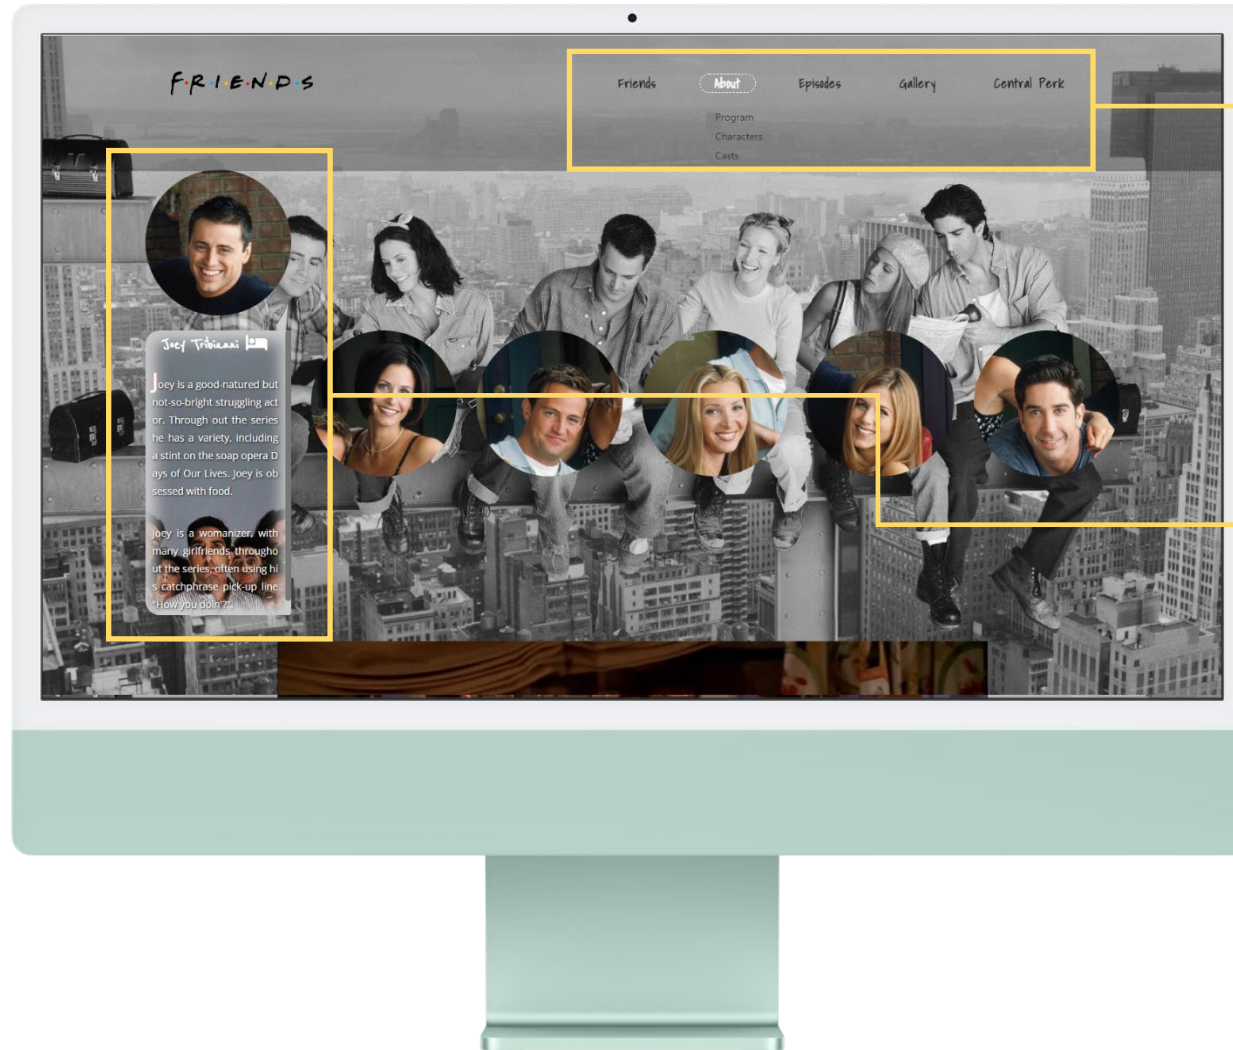 F·R·I·E·N·D·S
Friends About Episodes Gallery Central Perk
Program
Characters
Casts
Joey Tribianni
Joey is a good-natured but
not-so-bright struggling act
or. Through out the series
he has a variety, including
a stint on the soap opera D
ays of Our Lives. Joey is ob
sessed with food.
Joey is a womanizer, with
many girlfriends througho
ut the series, often using hi
s catchphrase pick-up line
"How you doin'?".